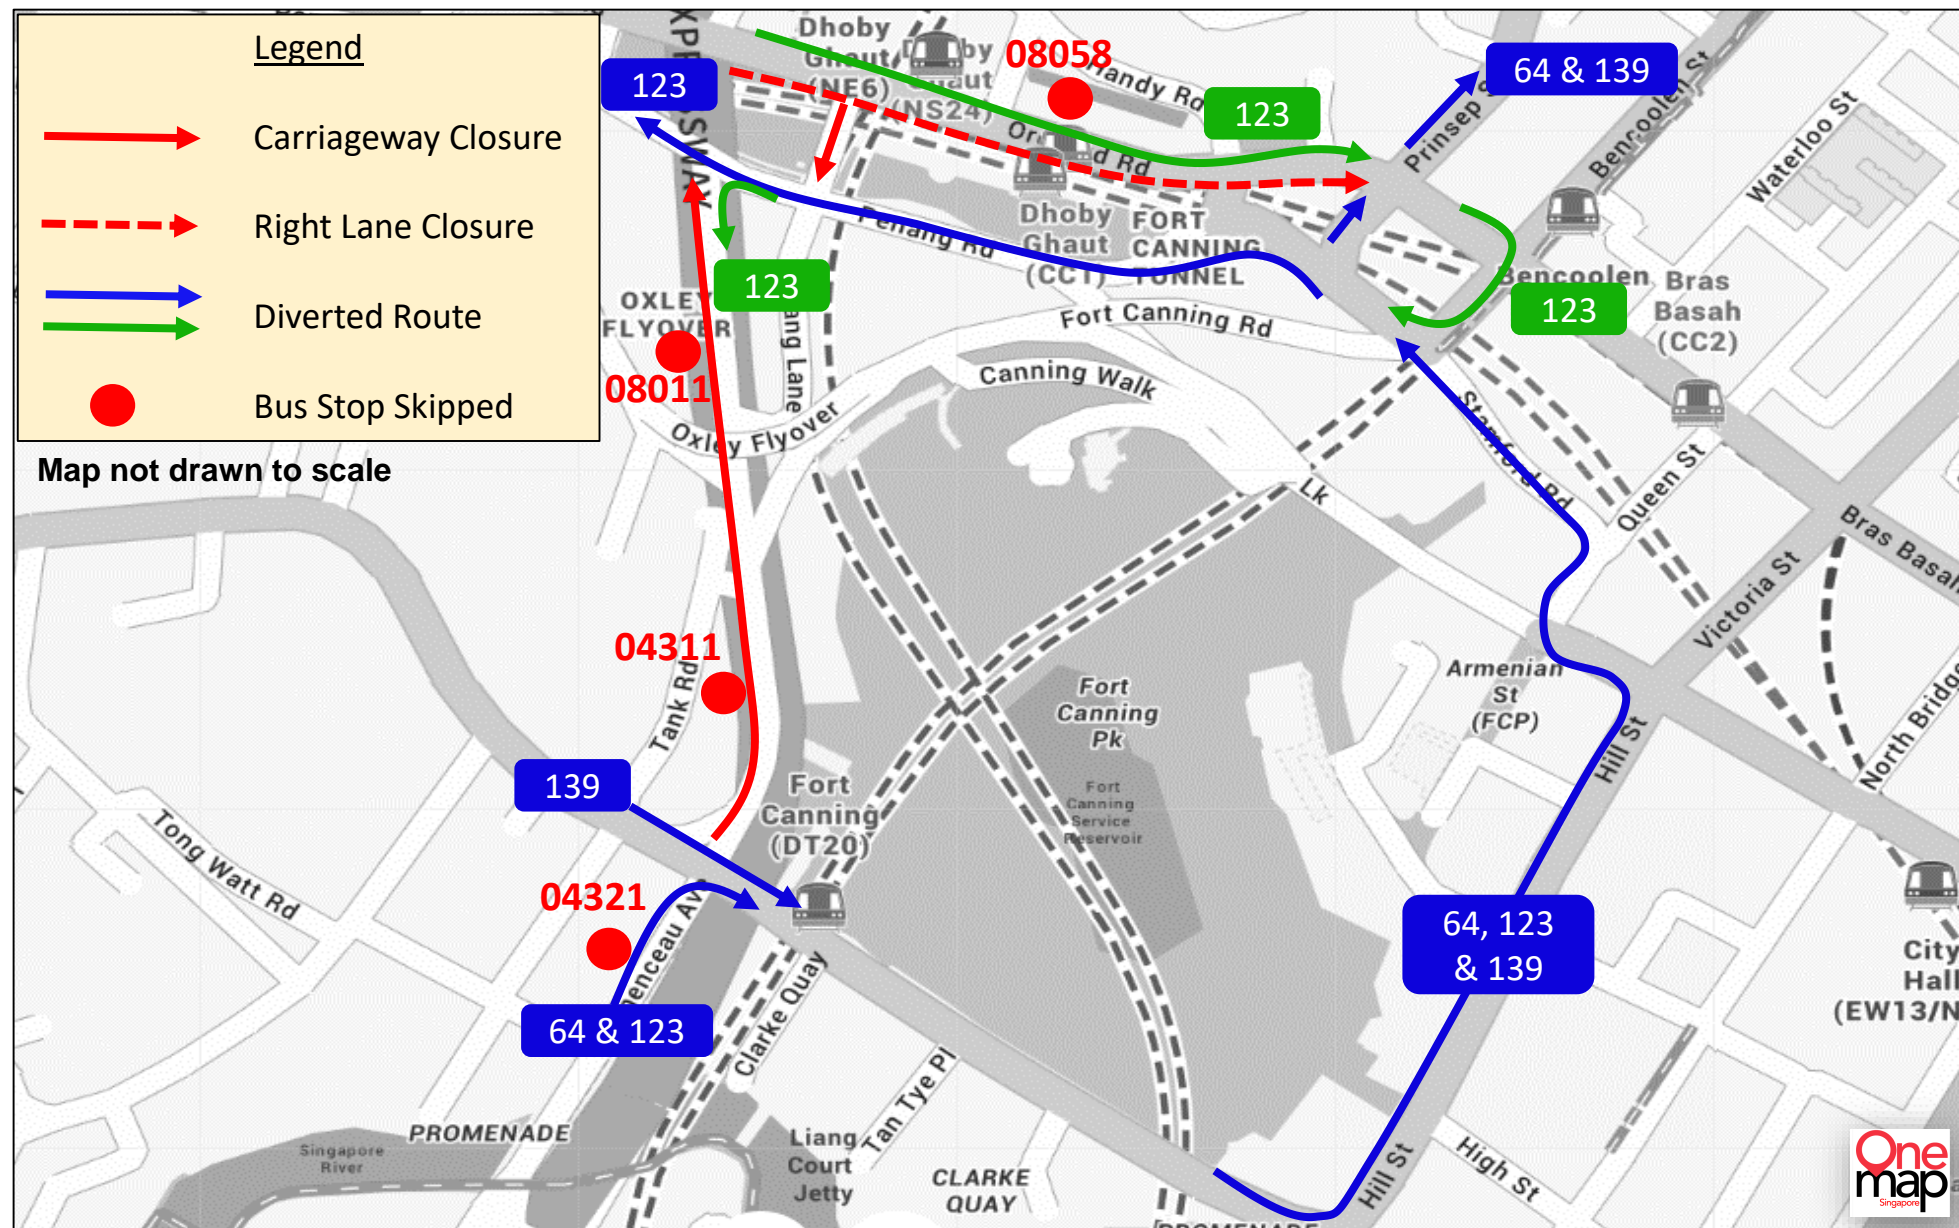 Legend
Carriageway Closure
Right Lane Closure
Diverted Route
Bus Stop Skipped
Map not drawn to scale
123
Dhoby
Ghaut
(NE6)
(NS24)
08058
Handy Rd
123
64 & 139
Prinsep
Bencoolen St
Waterloo St
Penang Rd
Dhoby
Ghaut
(CC1)
FORT
CANNING
TUNNEL
Bencoolen
123
Bras
Basah
(CC2)
123
OXLEY
FLYOVER
08011
Fort Canning Rd
Canning Walk
Oxley Flyover
Stamford Rd
Queen St
Lk
Bras Basah
Victoria St
04311
Tank Rd
Fort
Canning
Pk
Fort
Canning
Service
Reservoir
Armenian
St
(FCP)
Hill St
North Bridge
139
Fort
Canning
(DT20)
Tong Watt Rd
04321
64, 123
& 139
City
Hall
(EW13/N
64 & 123
Clarke Quay
Tan Tye Pl
PROMENADE
Singapore
River
Liang
Court
Jetty
CLARKE
QUAY
Hill St
High St
PROMENADE
One
map
Singapore